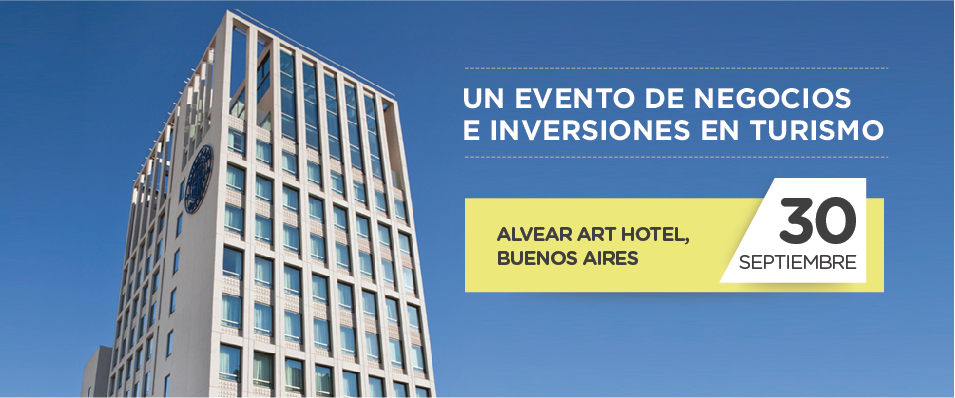 UN EVENTO DE NEGOCIOS
E INVERSIONES EN TURISMO
ALVEAR ART HOTEL,
BUENOS AIRES
30
SEPTIEMBRE